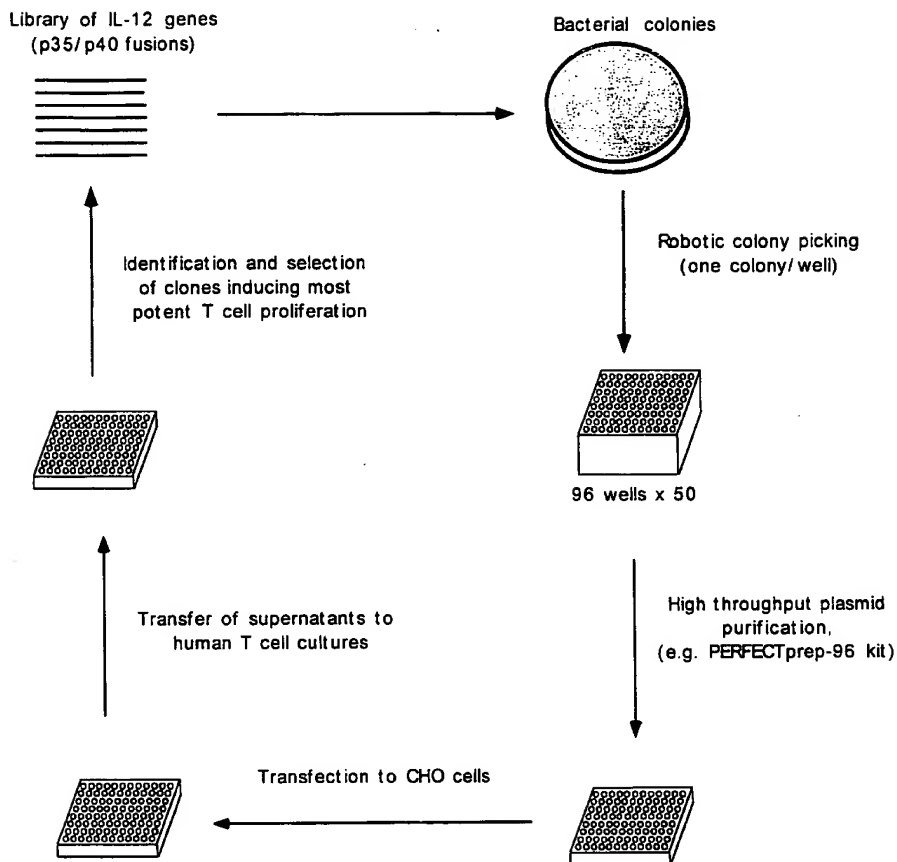 Library of IL-12 genes
(p35/p40 fusions)
Bacterial colonies
Robotic colony picking
(one colony/well)
Identification and selection
of clones inducing most
potent T cell proliferation
96 wells x 50
High throughput plasmid
purification,
(e.g. PERFECTprep-96 kit)
Transfer of supernatants to
human T cell cultures
Transfection to CHO cells